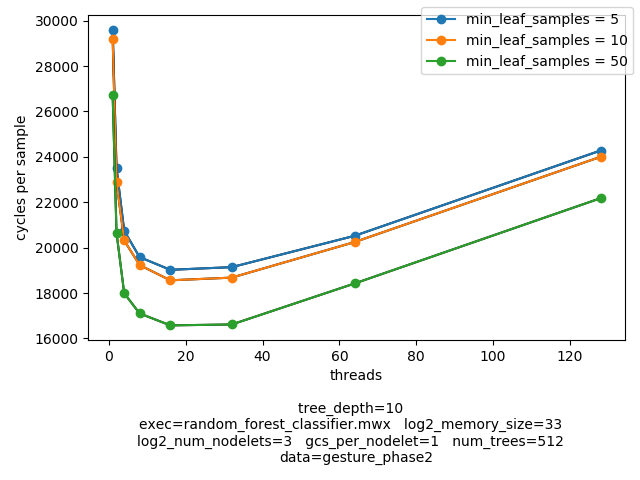 min_leaf_samples = 5
min_leaf_samples = 10
min_leaf_samples = 50
30000
28000
26000
24000
22000
20000
18000
16000
cycles per sample
0 20 40 60 80 100 120
threads
tree_depth=10
exec=random_forest_classifier.mwx log2_memory_size=33
log2_num_nodelets=3 gcs_per_nodelet=1 num_trees=512
data=gesture_phase2